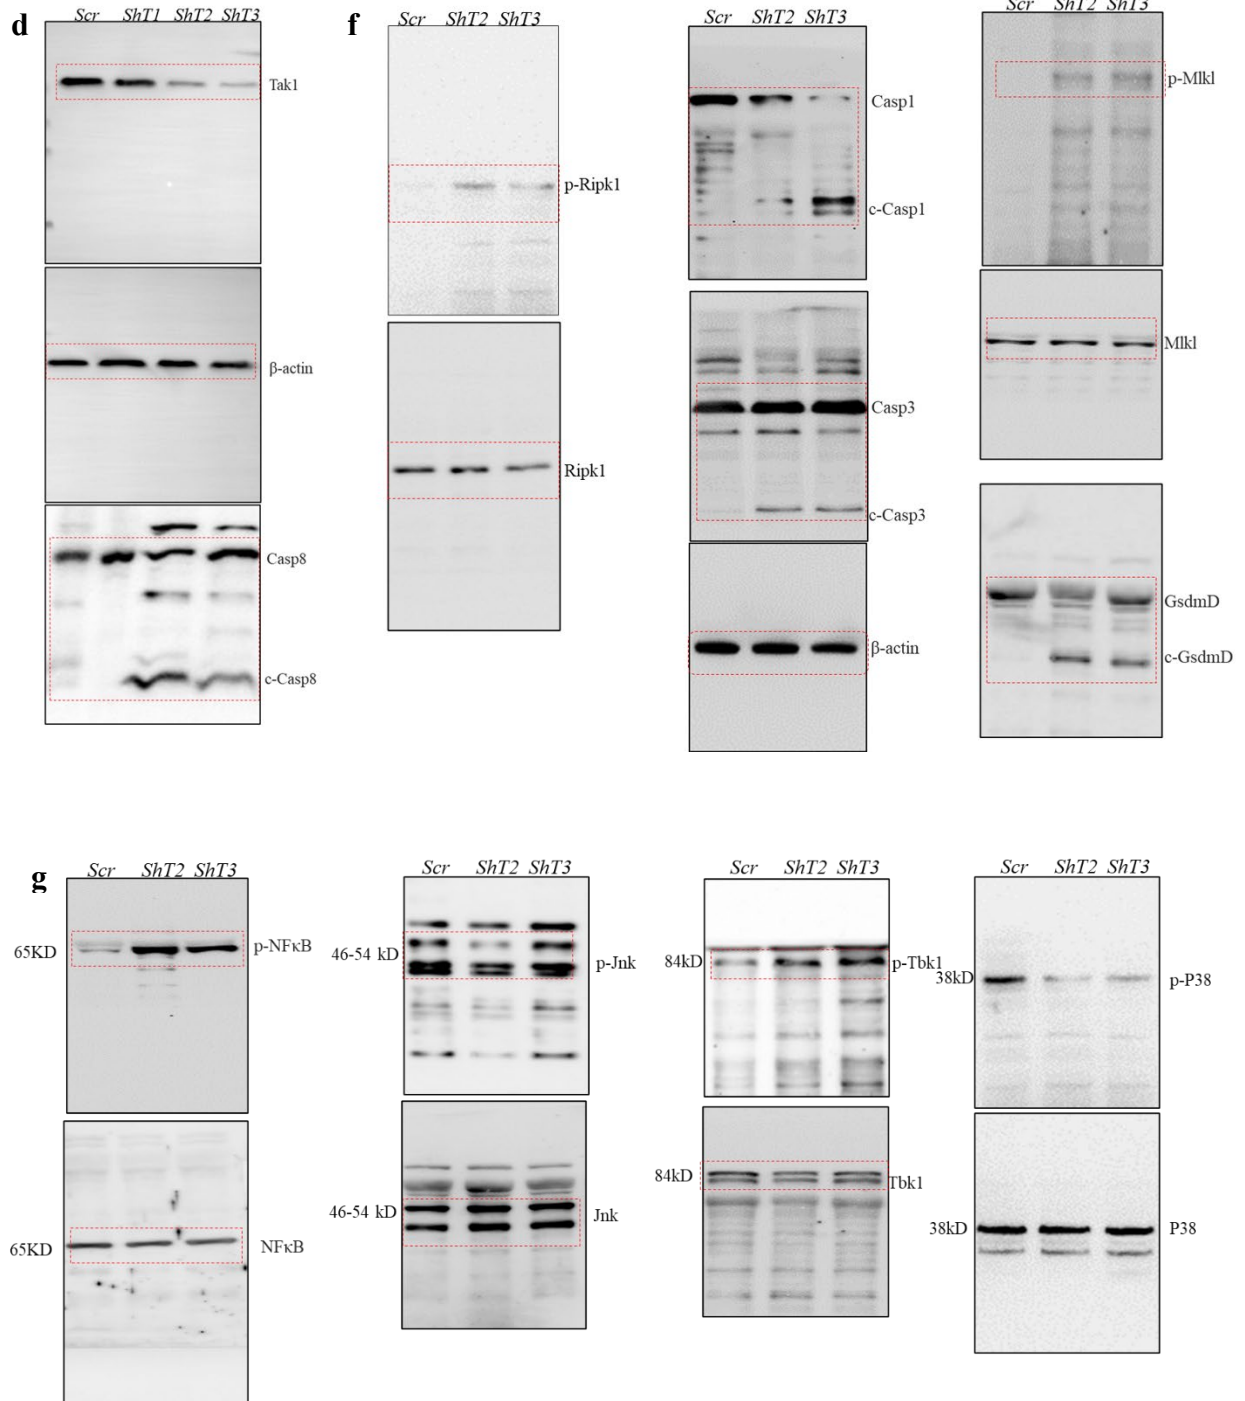 d
Scr ShT1 ShT2 ShT3
Tak1
β-actin
Casp8
c-Casp8
f
Scr ShT2 ShT3
p-Ripk1
Ripk1
Scr ShT2 ShT3
Casp1
c-Casp1
Casp3
c-Casp3
β-actin
Scr ShT2 ShT3
p-Mlkl
Mlkl
GsdmD
c-GsdmD
g
Scr ShT2 ShT3
65KD p-NFκB
65KD NFκB
Scr ShT2 ShT3
46-54 kD p-Jnk
46-54 kD Jnk
Scr ShT2 ShT3
84kD p-Tbk1
84kD Tbk1
Scr ShT2 ShT3
38kD p-P38
38kD P38